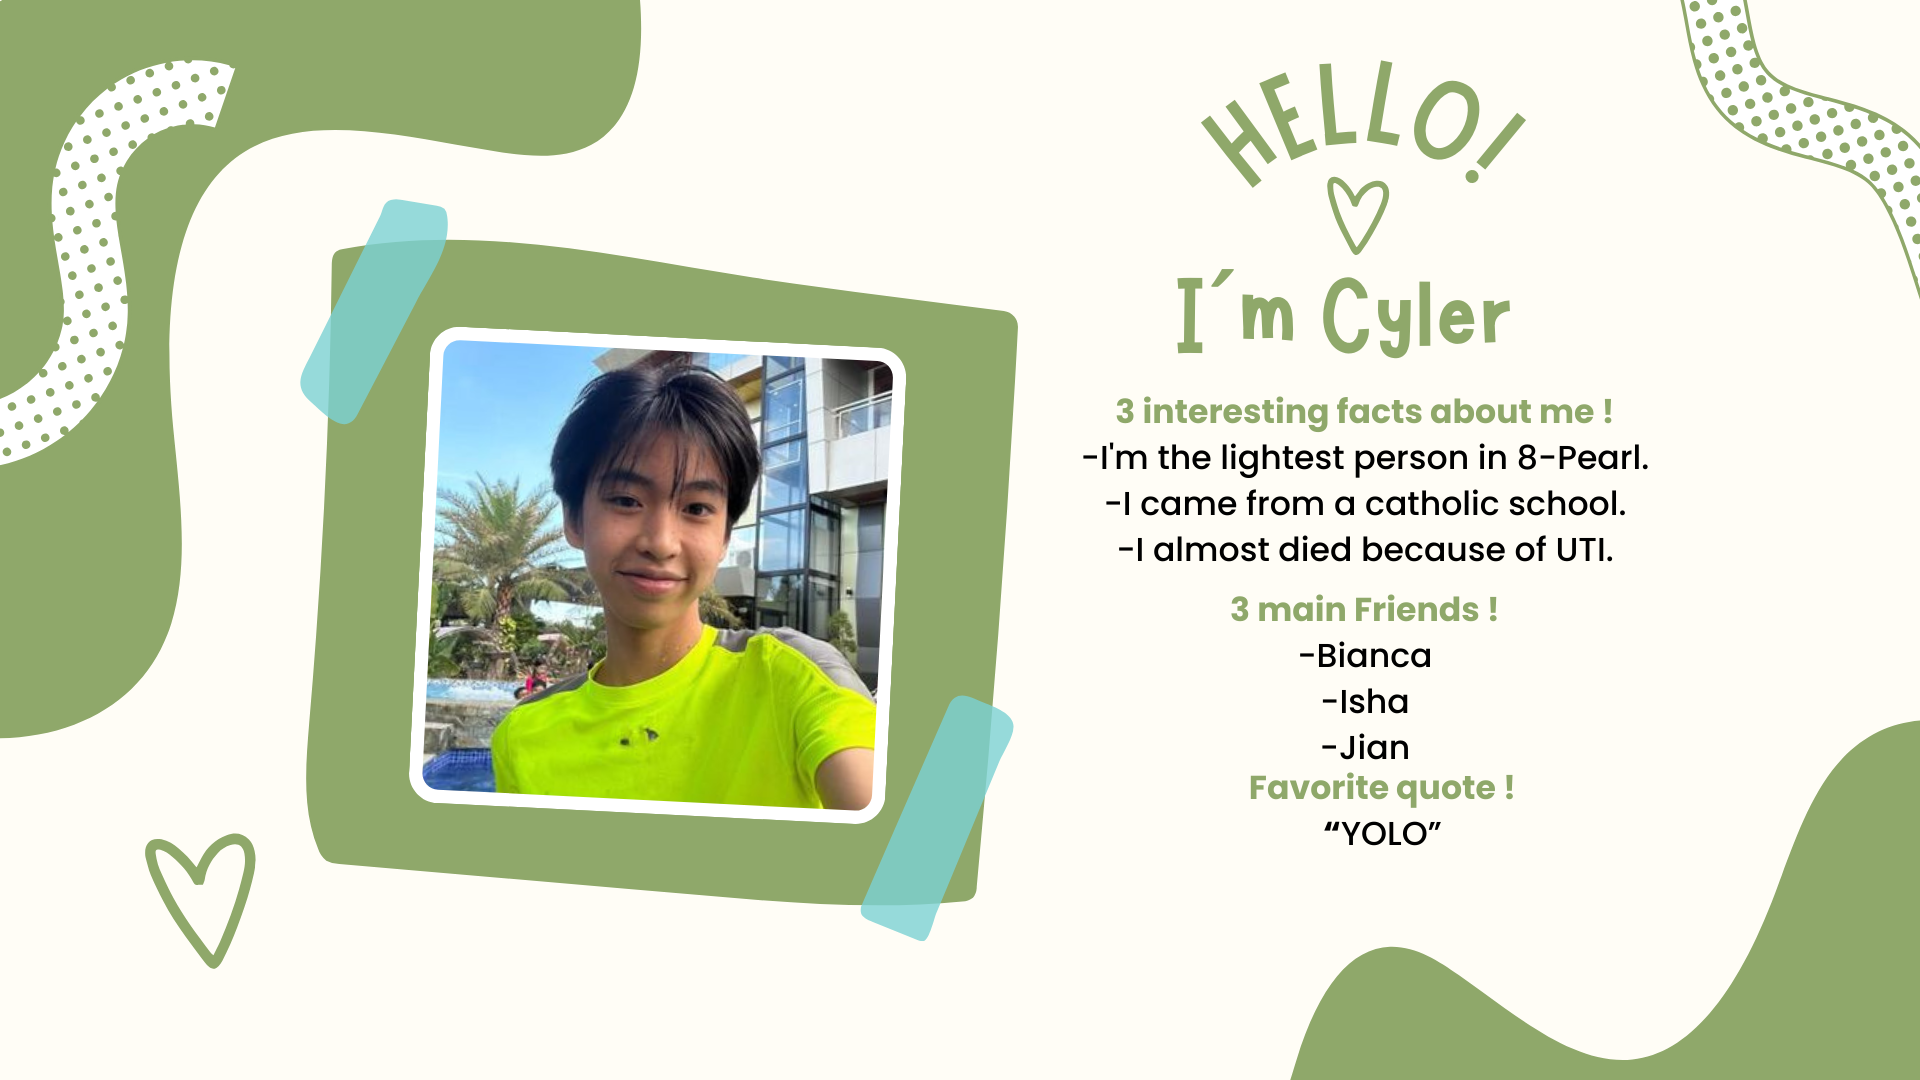 HELLO!
I´m Cyler
3 interesting facts about me !
-I'm the lightest person in 8-Pearl.
-I came from a catholic school.
-I almost died because of UTI.
3 main Friends !
-Bianca
-Isha
-Jian
Favorite quote !
“YOLO”